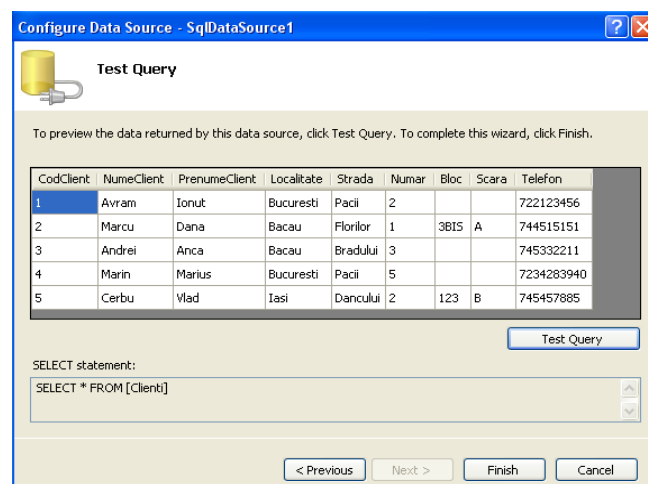 Configure Data Source - SqlDataSource1
Test Query
To preview the data returned by this data source, click Test Query. To complete this wizard, click Finish.
CodClient NumeClient PrenumeClient Localitate Strada Numar Bloc Scara Telefon
1 Avram Ionut Bucuresti Pacii 2 722123456
2 Marcu Dana Bacau Florilor 1 3BIS A 744515151
3 Andrei Anca Bacau Bradului 3 745332211
4 Marin Marius Bucuresti Pacii 5 7234283940
5 Cerbu Vlad Iasi Dancului 2 123 B 745457885
Test Query
SELECT statement:
SELECT * FROM [Clienti]
< Previous Next > Finish Cancel